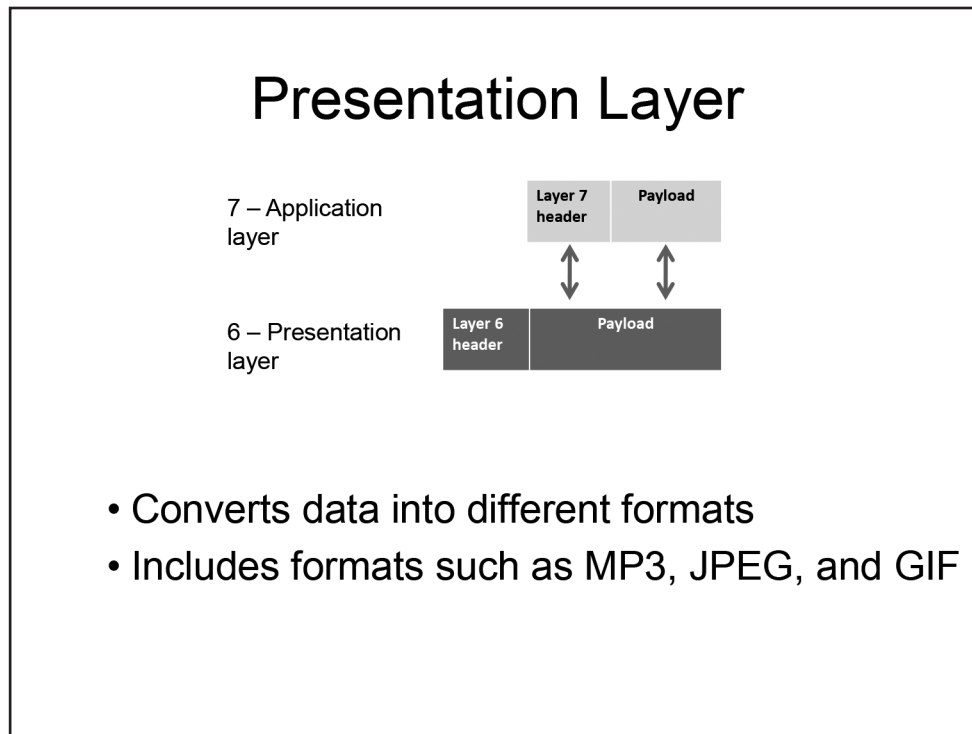 Presentation Layer
7 – Application
layer
Layer 7
header
Payload
6 – Presentation
layer
Layer 6
header
Payload
• Converts data into different formats
• Includes formats such as MP3, JPEG, and GIF